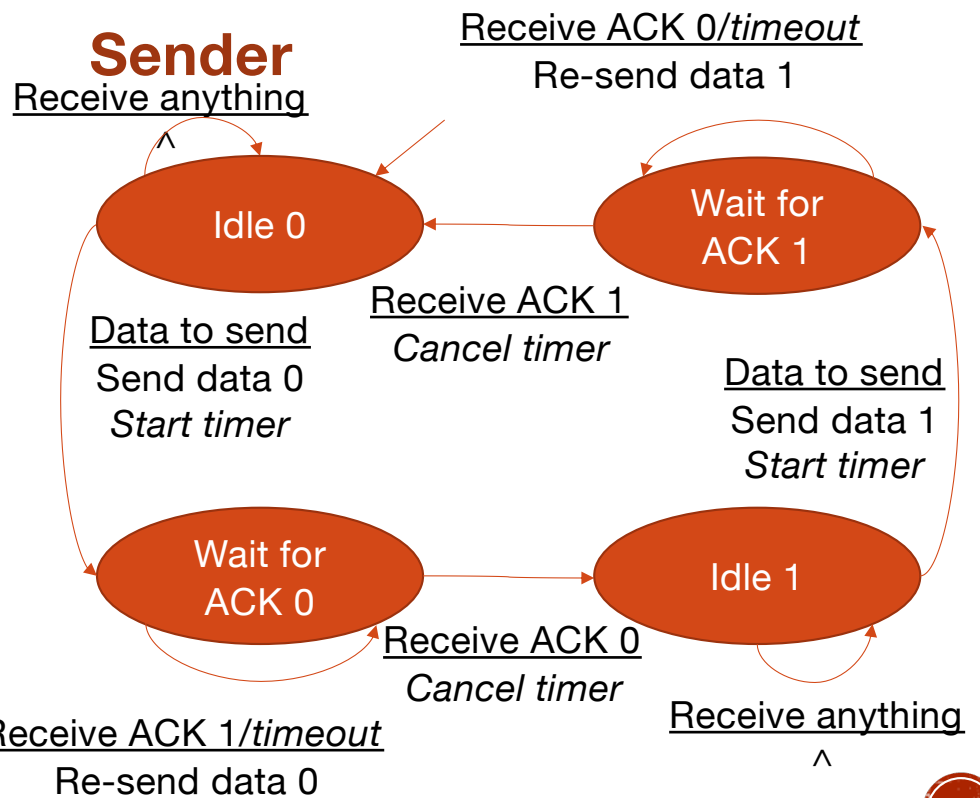 Sender
Receive anything
^
Receive ACK 0/timeout
Re-send data 1
Idle 0
Wait for
ACK 1
Receive ACK 1
Cancel timer
Data to send
Send data 0
Start timer
Data to send
Send data 1
Start timer
Wait for
ACK 0
Idle 1
Receive ACK 0
Cancel timer
Receive ACK 1/timeout
Re-send data 0
Receive anything
^